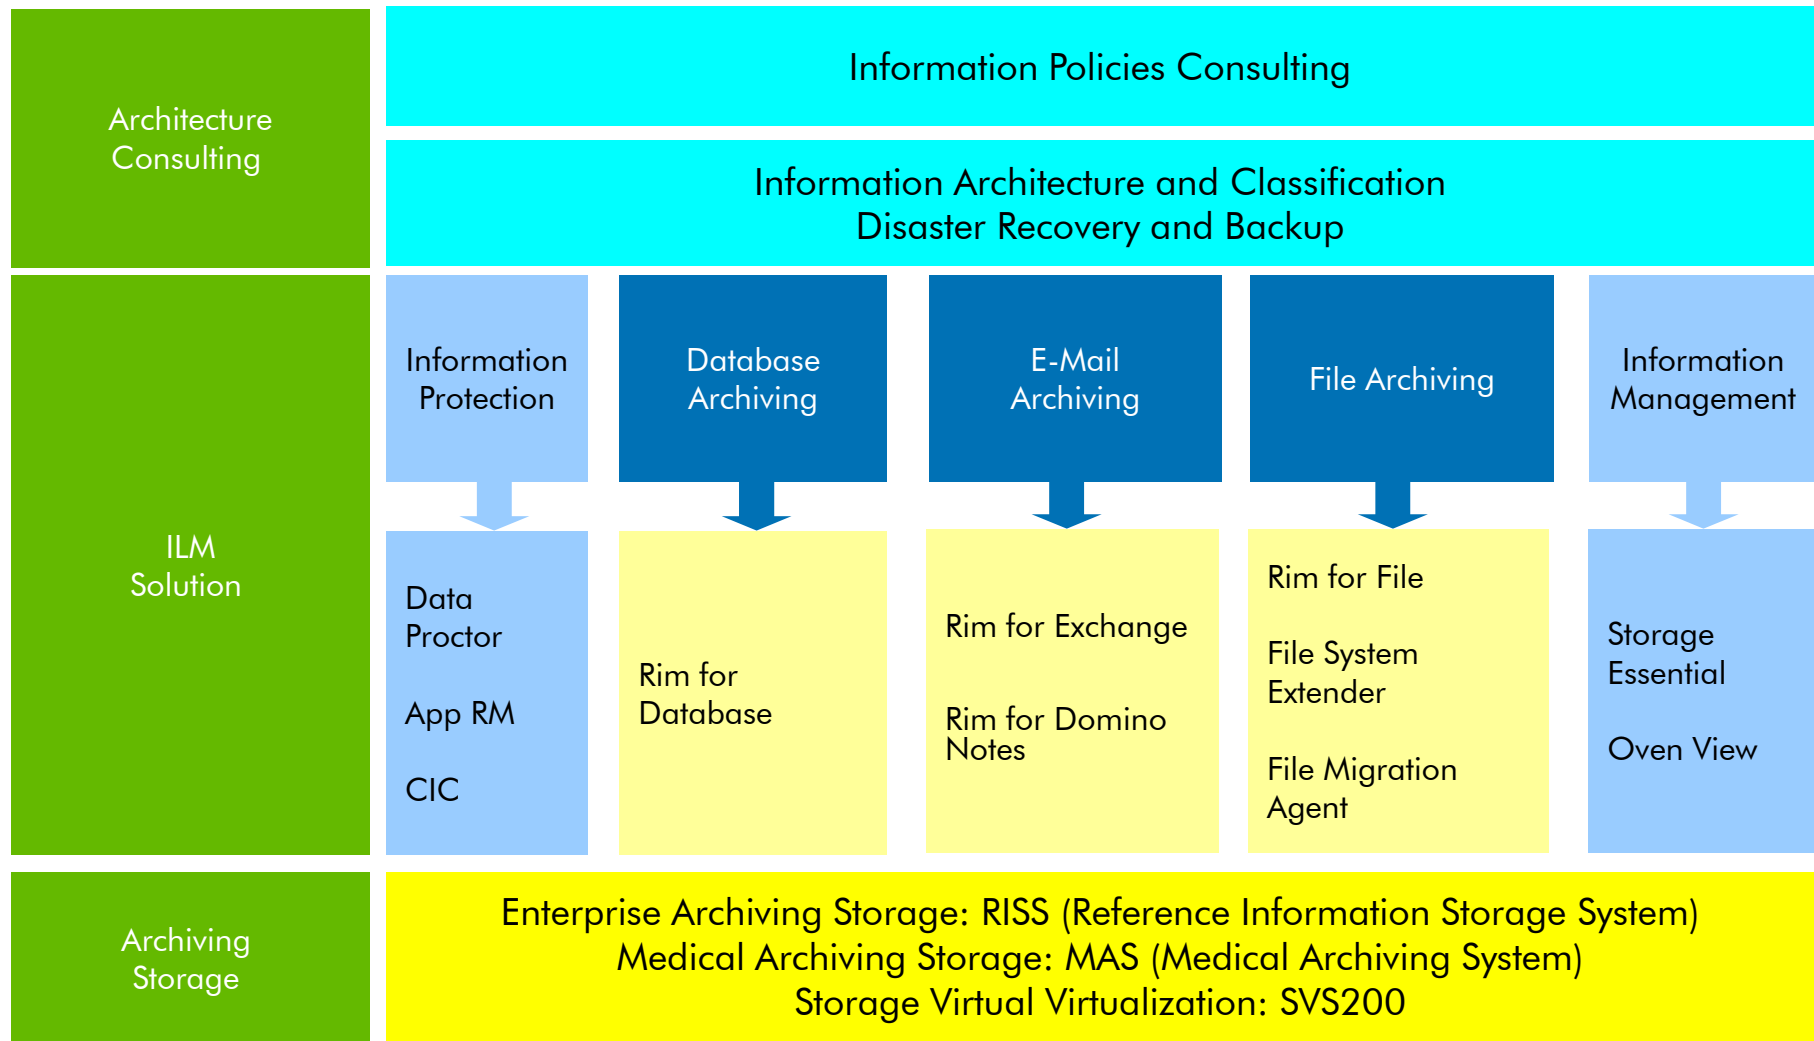 Architecture
Consulting
Information Policies Consulting
Information Architecture and Classification
Disaster Recovery and Backup
ILM
Solution
Information
Protection
Database
Archiving
E-Mail
Archiving
File Archiving
Information
Management
Data
Proctor
App RM
CIC
Rim for
Database
Rim for Exchange
Rim for Domino
Notes
Rim for File
File System
Extender
File Migration
Agent
Storage
Essential
Oven View
Archiving
Storage
Enterprise Archiving Storage: RISS (Reference Information Storage System)
Medical Archiving Storage: MAS (Medical Archiving System)
Storage Virtual Virtualization: SVS200